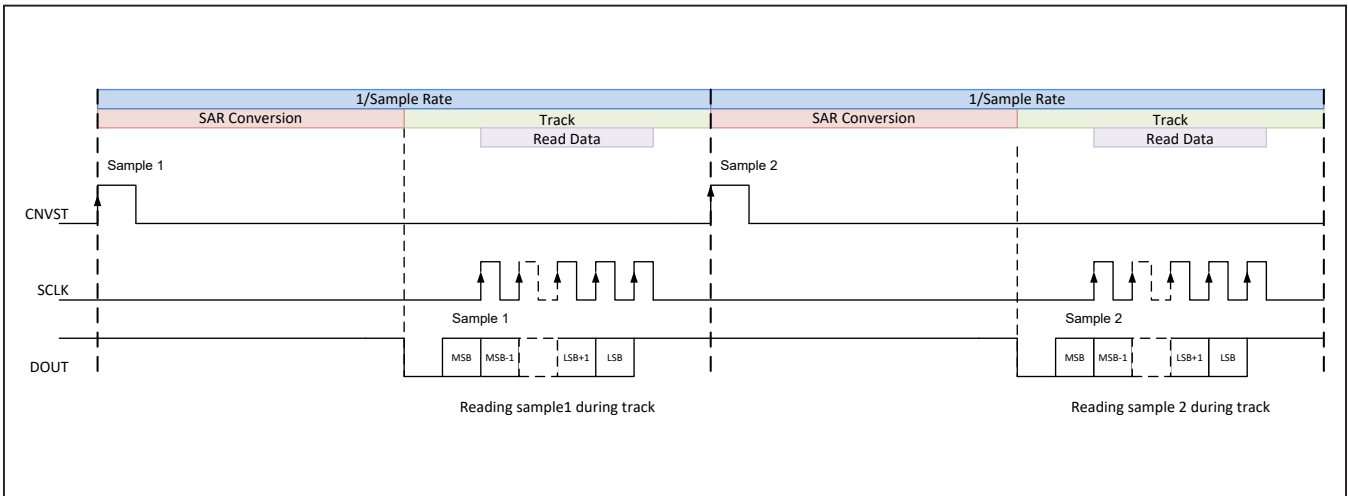 1/Sample Rate 1/Sample Rate
SAR Conversion Track SAR Conversion Track
Read Data Read Data
Sample 1 Sample 2
CNVST
SCLK
Sample 1 Sample 2
MSB MSB-1 LSB+1 LSB MSB MSB-1 LSB+1 LSB
DOUT
Reading sample1 during track Reading sample 2 during track